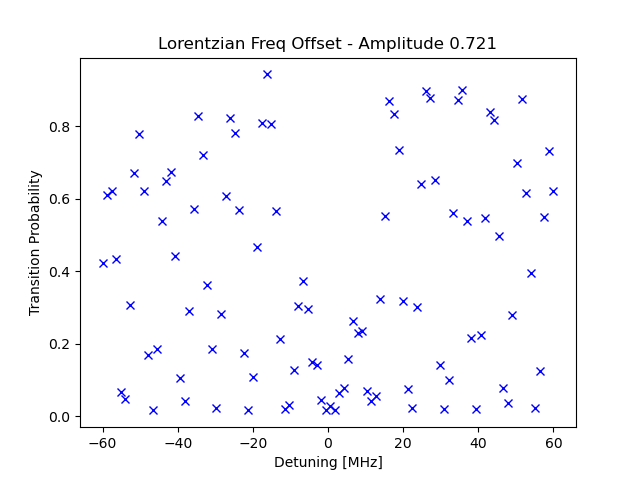 Lorentzian Freq Offset - Amplitude 0.721
Transition Probability
0.8
0.6
0.4
0.2
0.0
−60 −40 −20 0 20 40 60
Detuning [MHz]